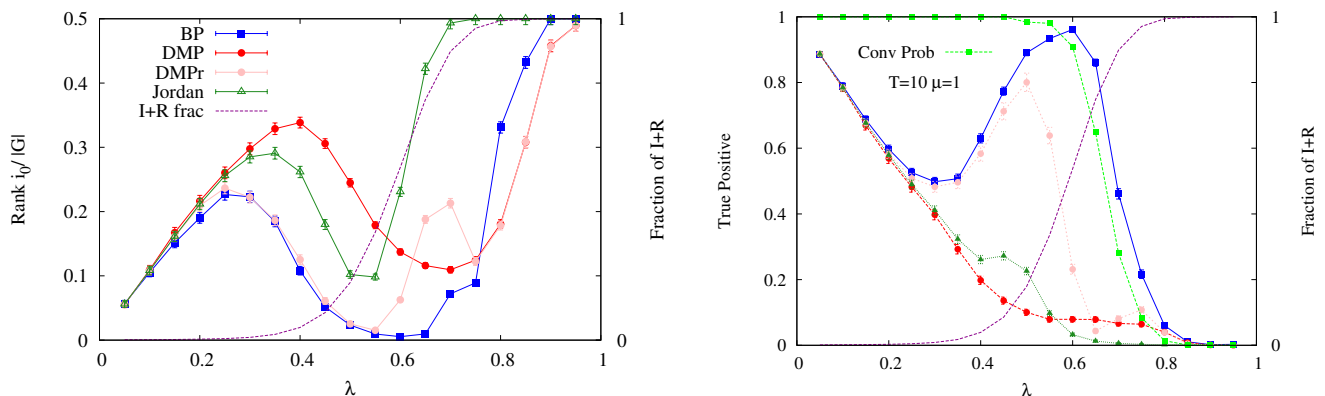 Rank i0/|G|
0.5
0.4
0.3
0.2
0.1
0
BP
DMP
DMPr
Jordan
I+R frac
0 0.2 0.4 0.6 0.8 1
λ
1
0
Fraction of I+R
True Positive
1
0.8
0.6
0.4
0.2
0
Conv Prob
T=10 μ=1
0 0.2 0.4 0.6 0.8 1
λ
1
0
Fraction of I+R